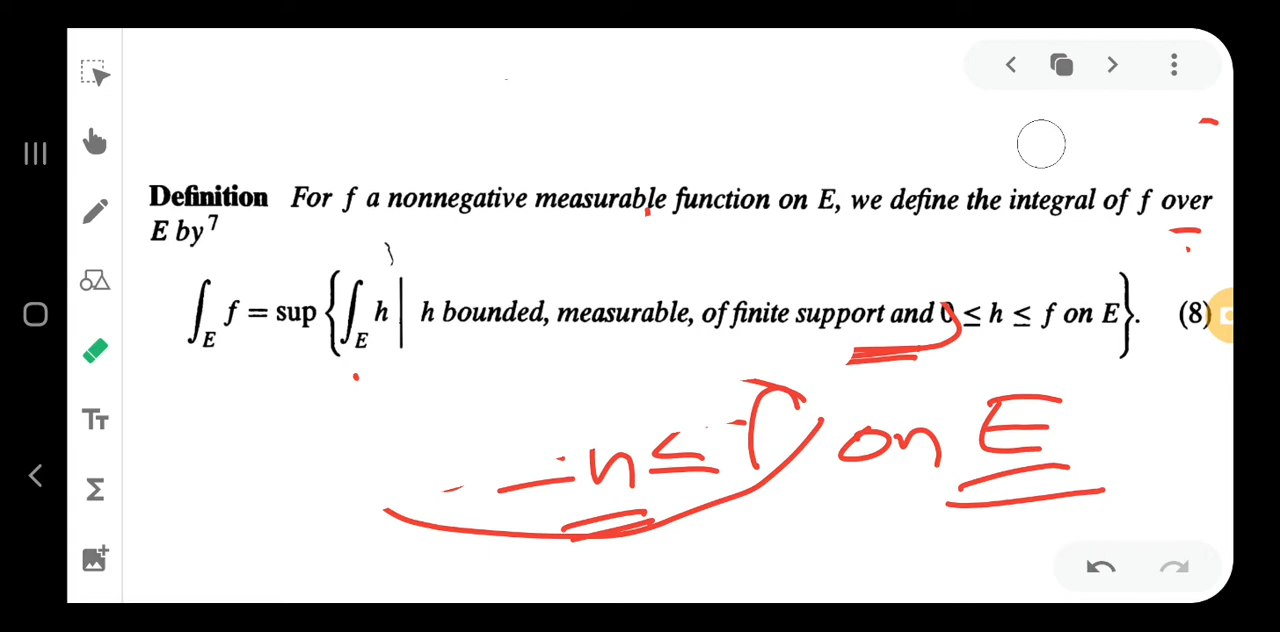 Definition For f a nonnegative measurable function on E, we define the integral of f over
E by⁷
∫_E f = sup { ∫_E h | h bounded, measurable, of finite support and 0 ≤ h ≤ f on E }. (8)
h ≤ f on E
Tt
Σ